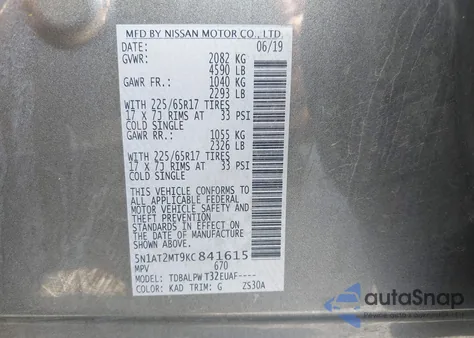 MFD BY NISSAN MOTOR CO., LTD.
DATE: 06/19
GVWR: 2082 KG
4590 LB
GAWR FR.: 1040 KG
2293 LB
WITH 225/65R17 TIRES
17 X 7J RIMS AT 33 PSI
COLD SINGLE
GAWR RR.: 1055 KG
2326 LB
WITH 225/65R17 TIRES
17 X 7J RIMS AT 33 PSI
COLD SINGLE
THIS VEHICLE CONFORMS TO
ALL APPLICABLE FEDERAL
MOTOR VEHICLE SAFETY AND
THEFT PREVENTION
STANDARDS IN EFFECT ON
THE DATE OF MANUFACTURE
SHOWN ABOVE.
5N1AT2MT9KC841615
MPV 670
MODEL: TDBALPWT32EUAF----
COLOR: KAD TRIM: G ZS30A
autoSnap